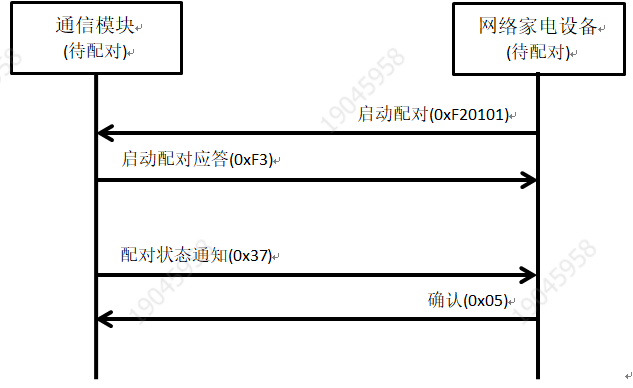 通信模块
(待配对)
网络家电设备
(待配对)
启动配对(0xF20101)
启动配对应答(0xF3)
配对状态通知(0x37)
确认(0x05)
19045958
19045958
19045958